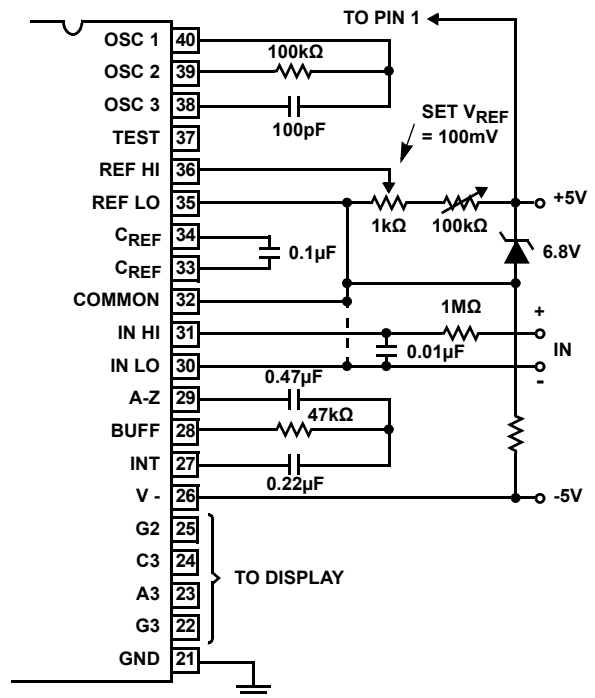 TO PIN 1
OSC 1 40
100kΩ
OSC 2 39
OSC 3 38
100pF
SET VREF
= 100mV
TEST 37
REF HI 36
REF LO 35
1kΩ
100kΩ
+5V
CREF 34
0.1µF
6.8V
CREF 33
COMMON 32
1MΩ
+
IN HI 31
0.01µF
IN
IN LO 30
-
0.47µF
A-Z 29
47kΩ
BUFF 28
INT 27
0.22µF
V - 26
-5V
G2 25
C3 24
TO DISPLAY
A3 23
G3 22
GND 21